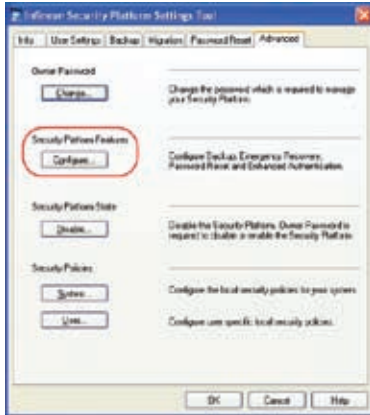 Infineon Security Platform Settings Tool
Info User Settings Backup Migration Password Reset Advanced
Owner Password
Change...
Change the password which is required to manage
your Security Platform.
Security Platform Features
Configure...
Configure Backup, Emergency Recovery,
Password Reset and Enhanced Authentication.
Security Platform State
Disable...
Disable the Security Platform. Owner Password is
required to disable or enable the Security Platform.
Security Policies
System...
Configure the local security policies for your system.
User...
Configure user specific local security policies.
OK Cancel Help